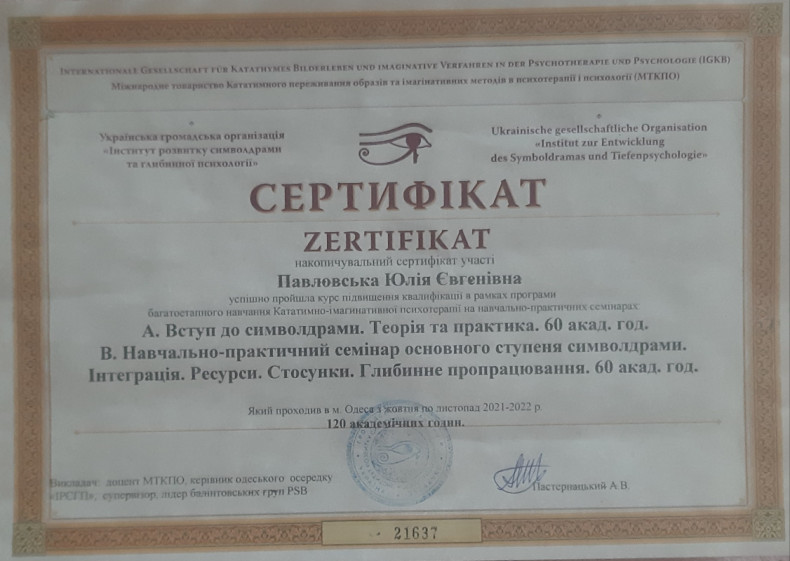 Internationale Gesellschaft für Katathymes Bilderleben und imaginative Verfahren in der Psychotherapie und Psychologie (IGKB)
Міжнародне товариство Кататимного переживання образів та імагінативних методів в психотерапії і психології (МТКПО)
Українська громадська організація
«Інститут розвитку символдрами
та глибинної психології»
Ukrainische gesellschaftliche Organisation
«Institut zur Entwicklung
des Symboldramas und Tiefenpsychologie»
СЕРТИФІКАТ
ZERTIFIKAT
накопичувальний сертифікат участі
Павловська Юлія Євгенівна
успішно пройшла курс підвищення кваліфікації в рамках програми
багатоетапного навчання Кататимно-імагінативної психотерапії на навчально-практичних семінарах:
А. Вступ до символдрами. Теорія та практика. 60 акад. год.
В. Навчально-практичний семінар основного ступеня символдрами.
Інтеграція. Ресурси. Стосунки. Глибинне пропрацювання. 60 акад. год.
Який проходив в м. Одеса з жовтня по листопад 2021-2022 р.
120 академічних годин.
Викладач: доцент МТКПО, керівник одеського осередку
«ІРСГП», супервізор, лідер балінтовських груп PSB
Пастернацький А.В.
21637